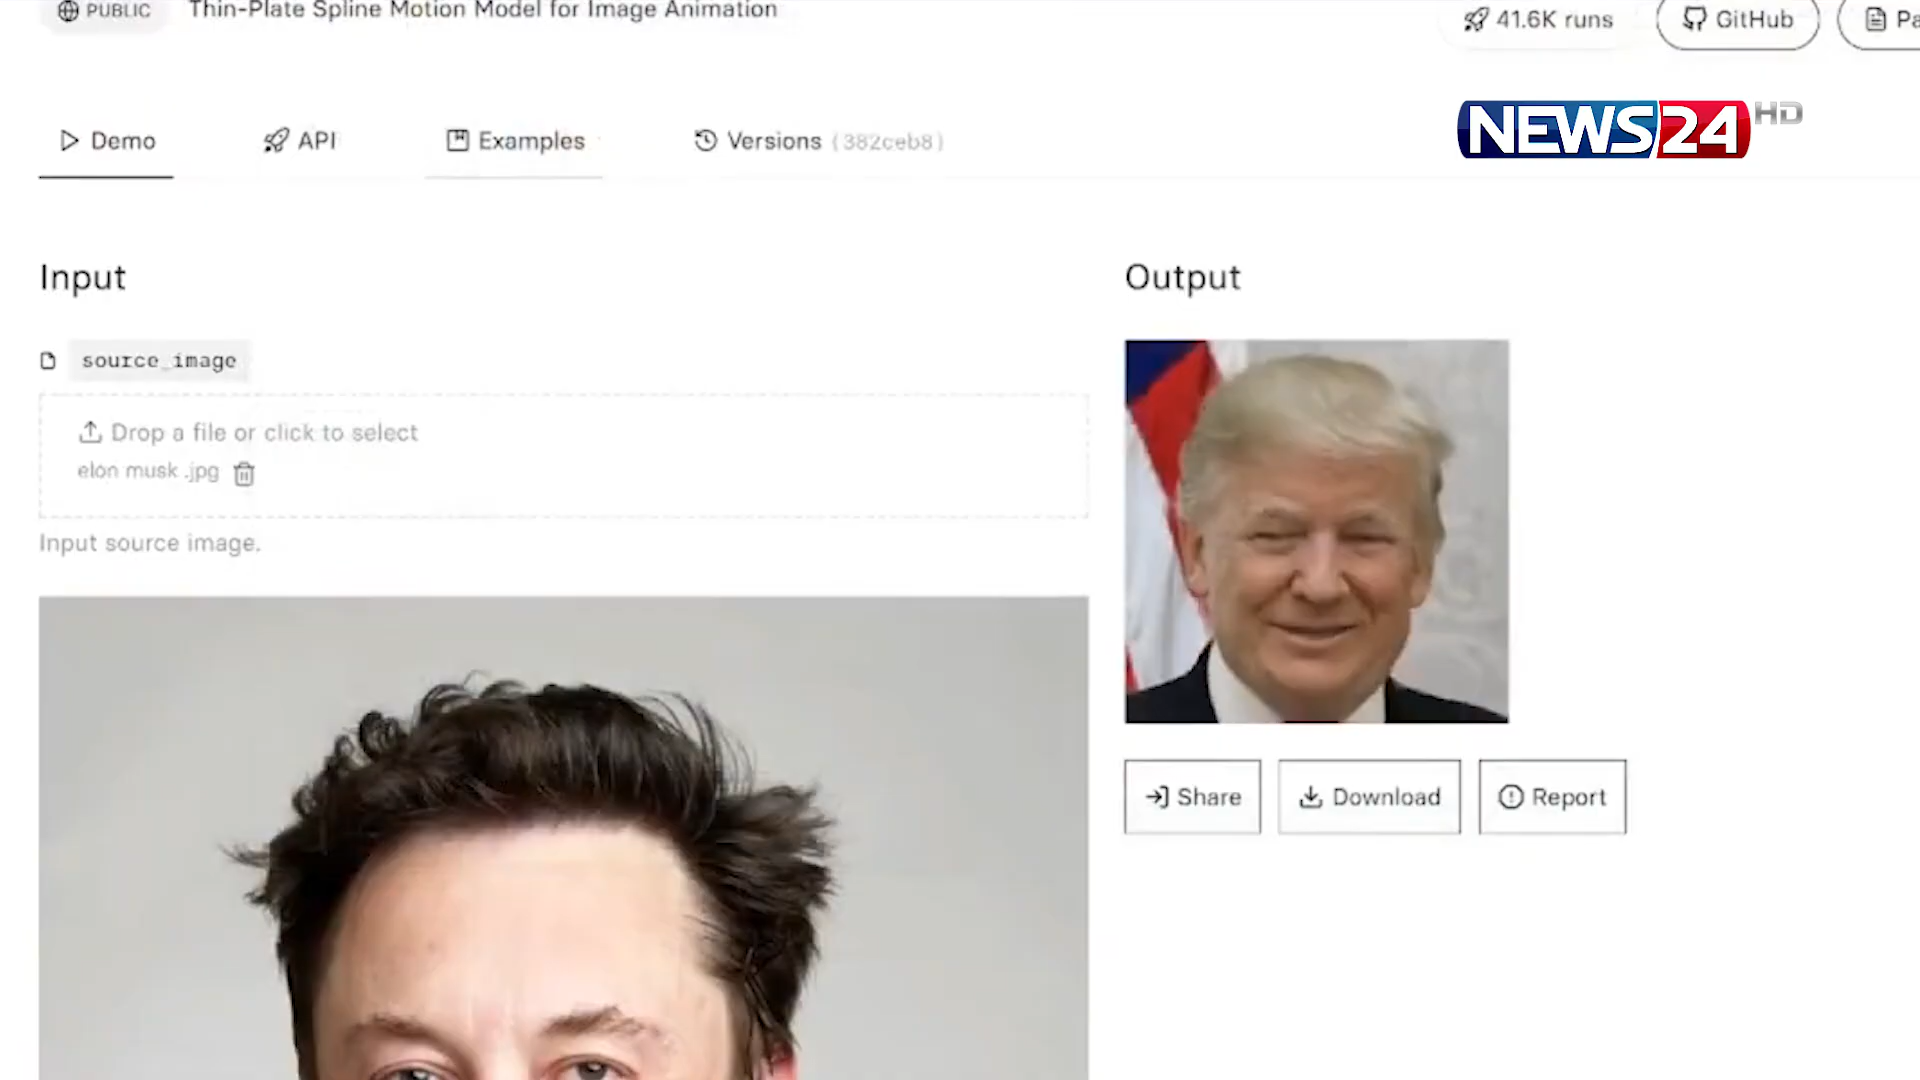 PUBLIC Thin-Plate Spline Motion Model for Image Animation
41.6K runs
GitHub
NEWS24 HD
Demo
API
Examples
Versions (382ceb8)
Input
Output
source_image
Drop a file or click to select
elon musk .jpg
Input source image.
Share
Download
Report